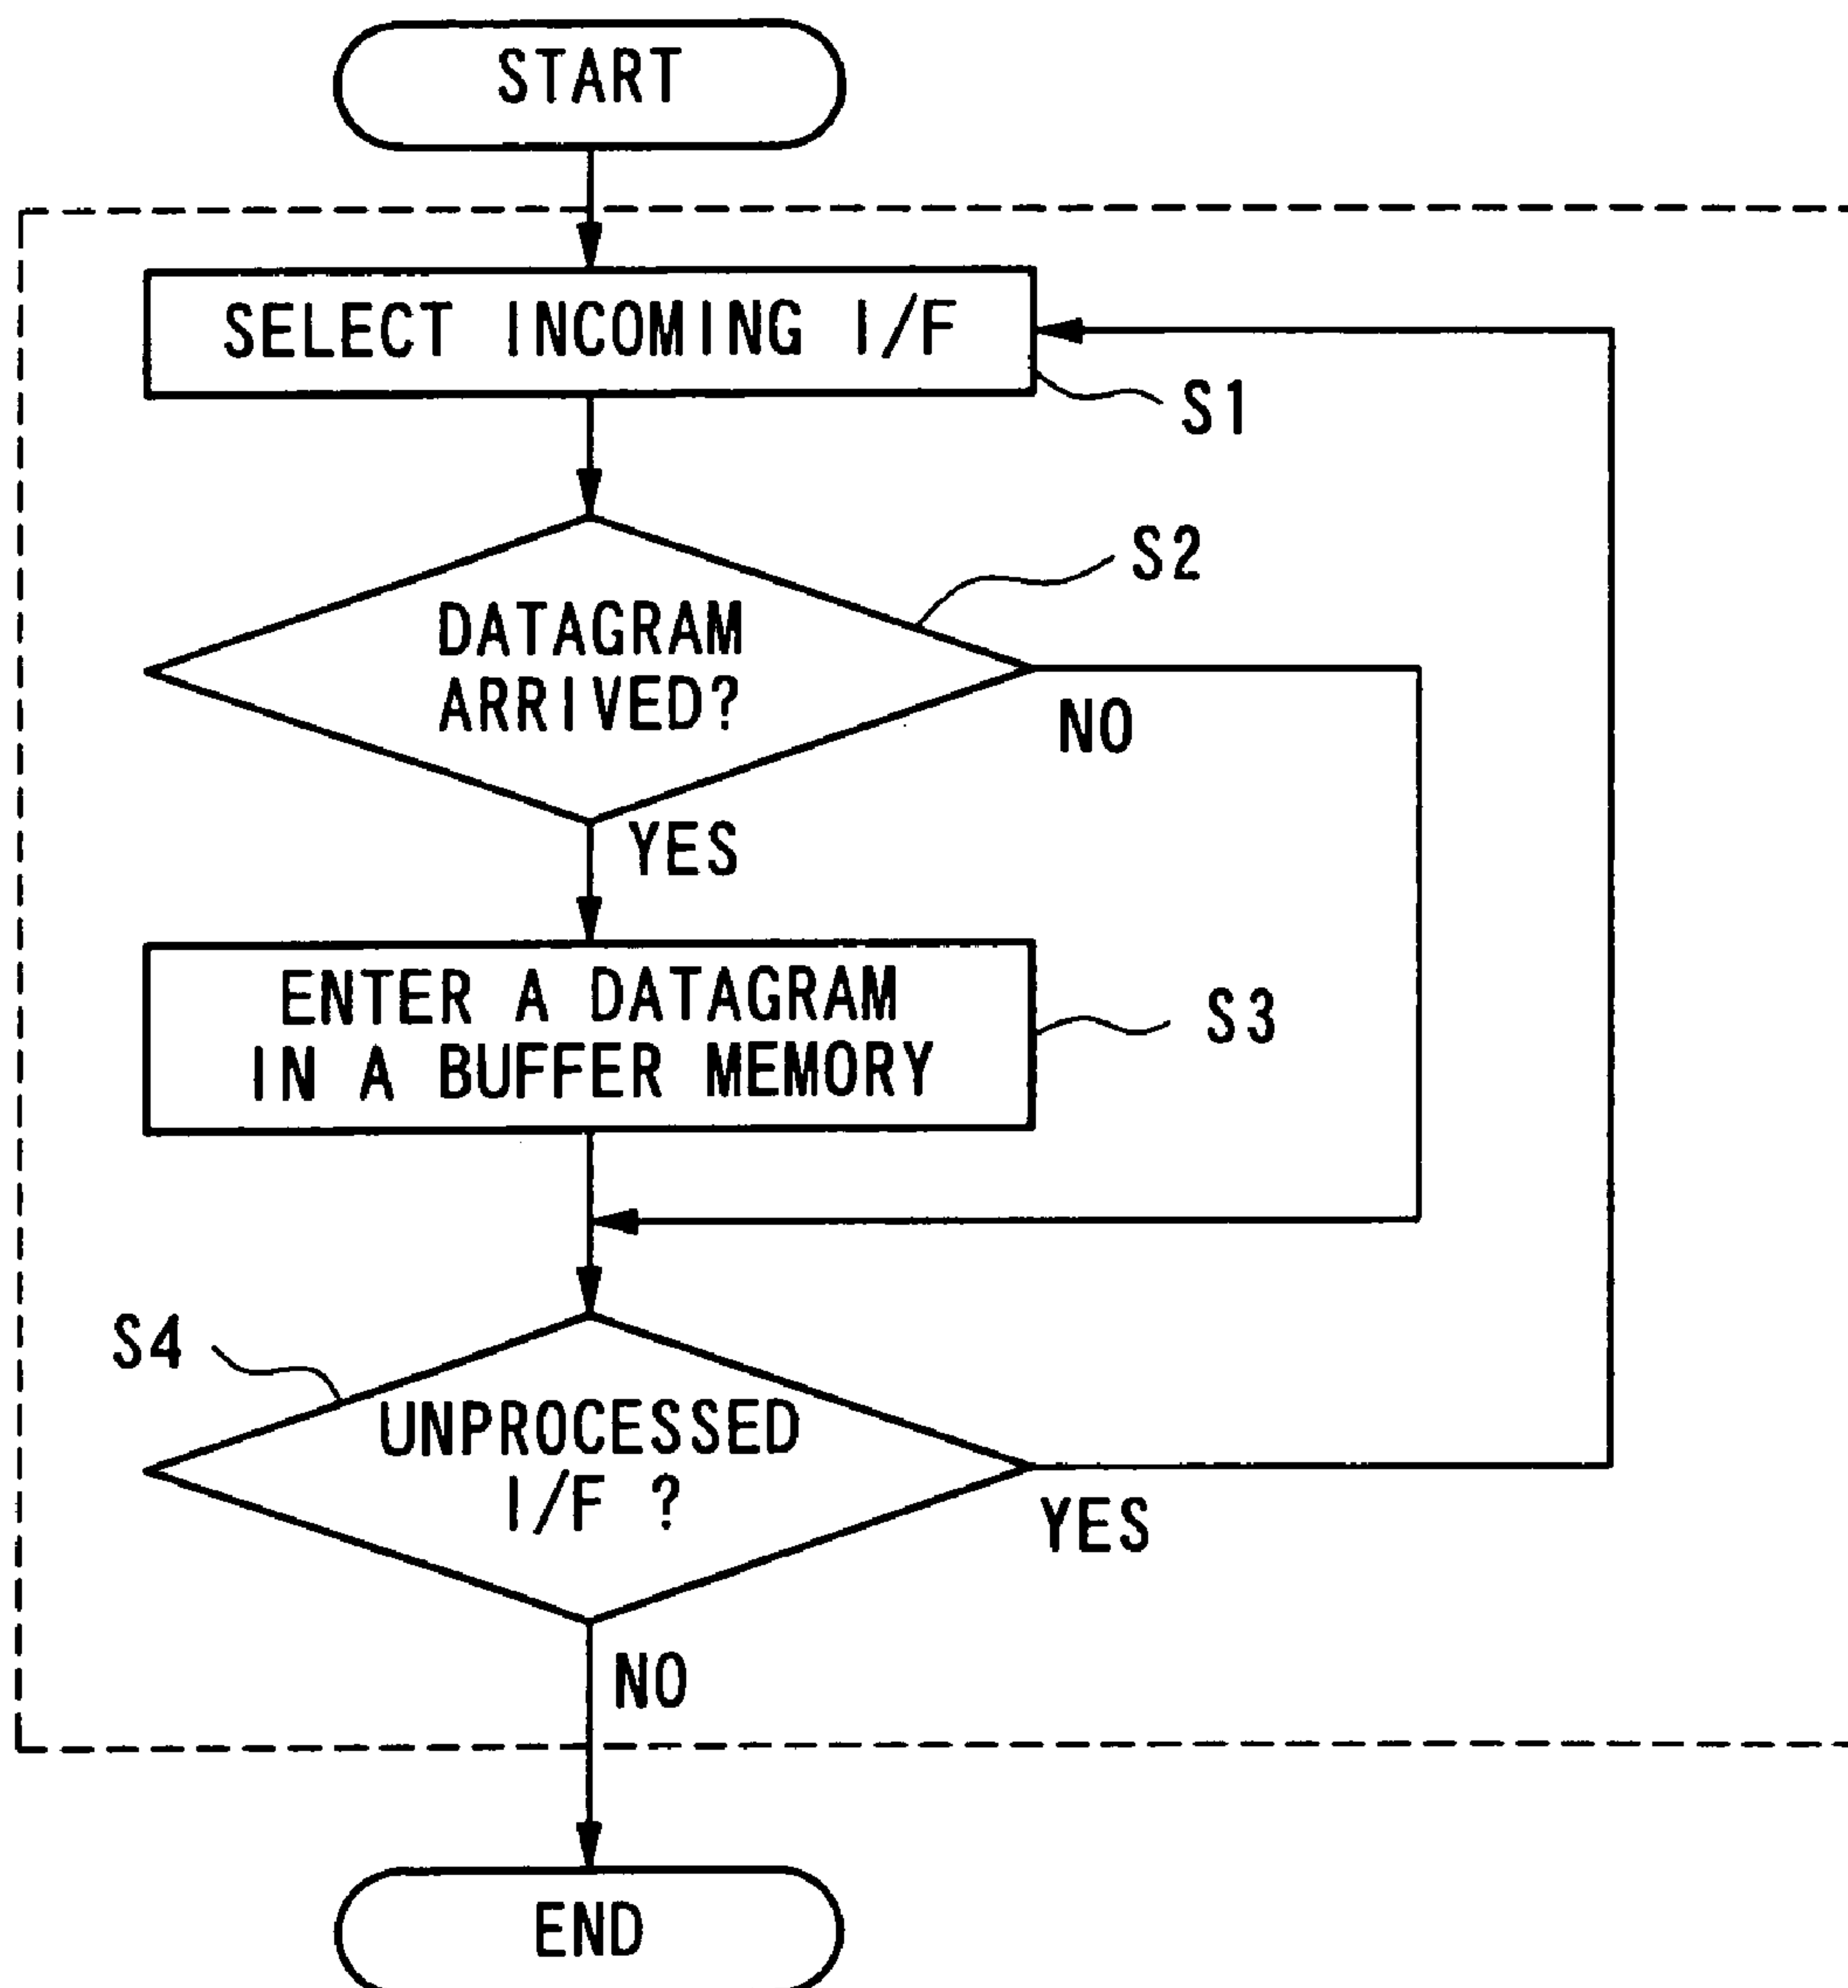 START
SELECT INCOMING I/F
S1
S2
DATAGRAM
ARRIVED?
NO
YES
ENTER A DATAGRAM
IN A BUFFER MEMORY
S3
S4
UNPROCESSED
I/F ?
YES
NO
END